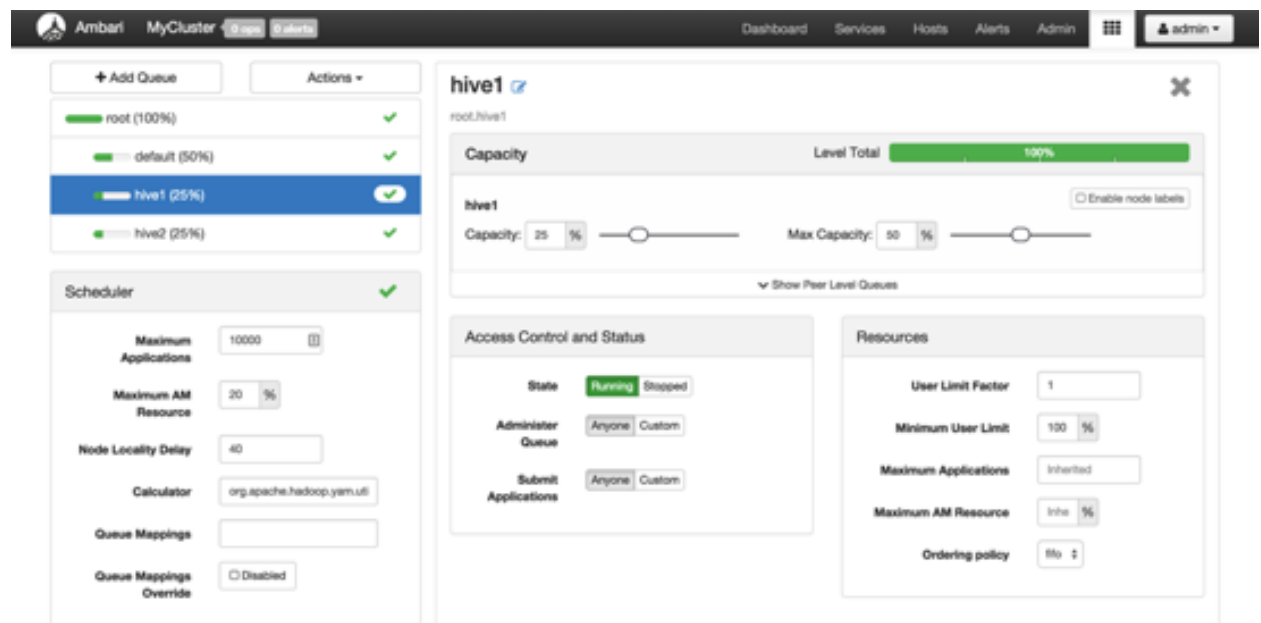 Ambari MyCluster 0 ops 0 alerts Dashboard Services Hosts Alerts Admin admin
+ Add Queue Actions
root (100%)
default (50%)
hive1 (25%)
hive2 (25%)
Scheduler
Maximum Applications 10000
Maximum AM Resource 20 %
Node Locality Delay 40
Calculator org.apache.hadoop.yarn.uti
Queue Mappings
Queue Mappings Override Disabled
hive1
root.hive1
Capacity Level Total 100%
hive1 Enable node labels
Capacity: 25 % Max Capacity: 50 %
Show Peer Level Queues
Access Control and Status
State Running Stopped
Administer Queue Anyone Custom
Submit Applications Anyone Custom
Resources
User Limit Factor 1
Minimum User Limit 100 %
Maximum Applications Inherited
Maximum AM Resource Inhe %
Ordering policy fifo